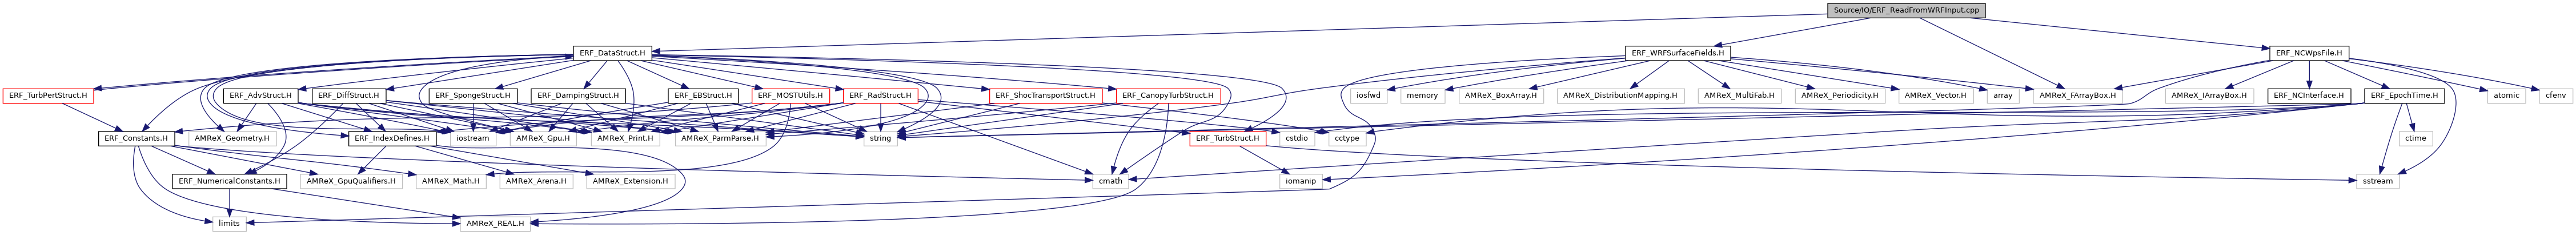 Source/IO/ERF_ReadFromWRFInput.cpp
ERF_DataStruct.H
ERF_WRFSurfaceFields.H
ERF_NCWpsFile.H
ERF_TurbPertStruct.H
ERF_AdvStruct.H
ERF_DiffStruct.H
ERF_SpongeStruct.H
ERF_DampingStruct.H
ERF_EBStruct.H
ERF_MOSTUtils.H
ERF_RadStruct.H
ERF_ShocTransportStruct.H
ERF_CanopyTurbStruct.H
iosfwd
memory
AMReX_BoxArray.H
AMReX_DistributionMapping.H
AMReX_MultiFab.H
AMReX_Periodicity.H
AMReX_Vector.H
array
AMReX_FArrayBox.H
AMReX_IArrayBox.H
ERF_NCInterface.H
ERF_EpochTime.H
atomic
cfenv
ERF_Constants.H
AMReX_Geometry.H
ERF_IndexDefines.H
iostream
AMReX_Gpu.H
AMReX_Print.H
AMReX_ParmParse.H
string
ERF_TurbStruct.H
cstdio
cctype
ctime
ERF_NumericalConstants.H
AMReX_GpuQualifiers.H
AMReX_Math.H
AMReX_Arena.H
AMReX_Extension.H
cmath
iomanip
sstream
limits
AMReX_REAL.H